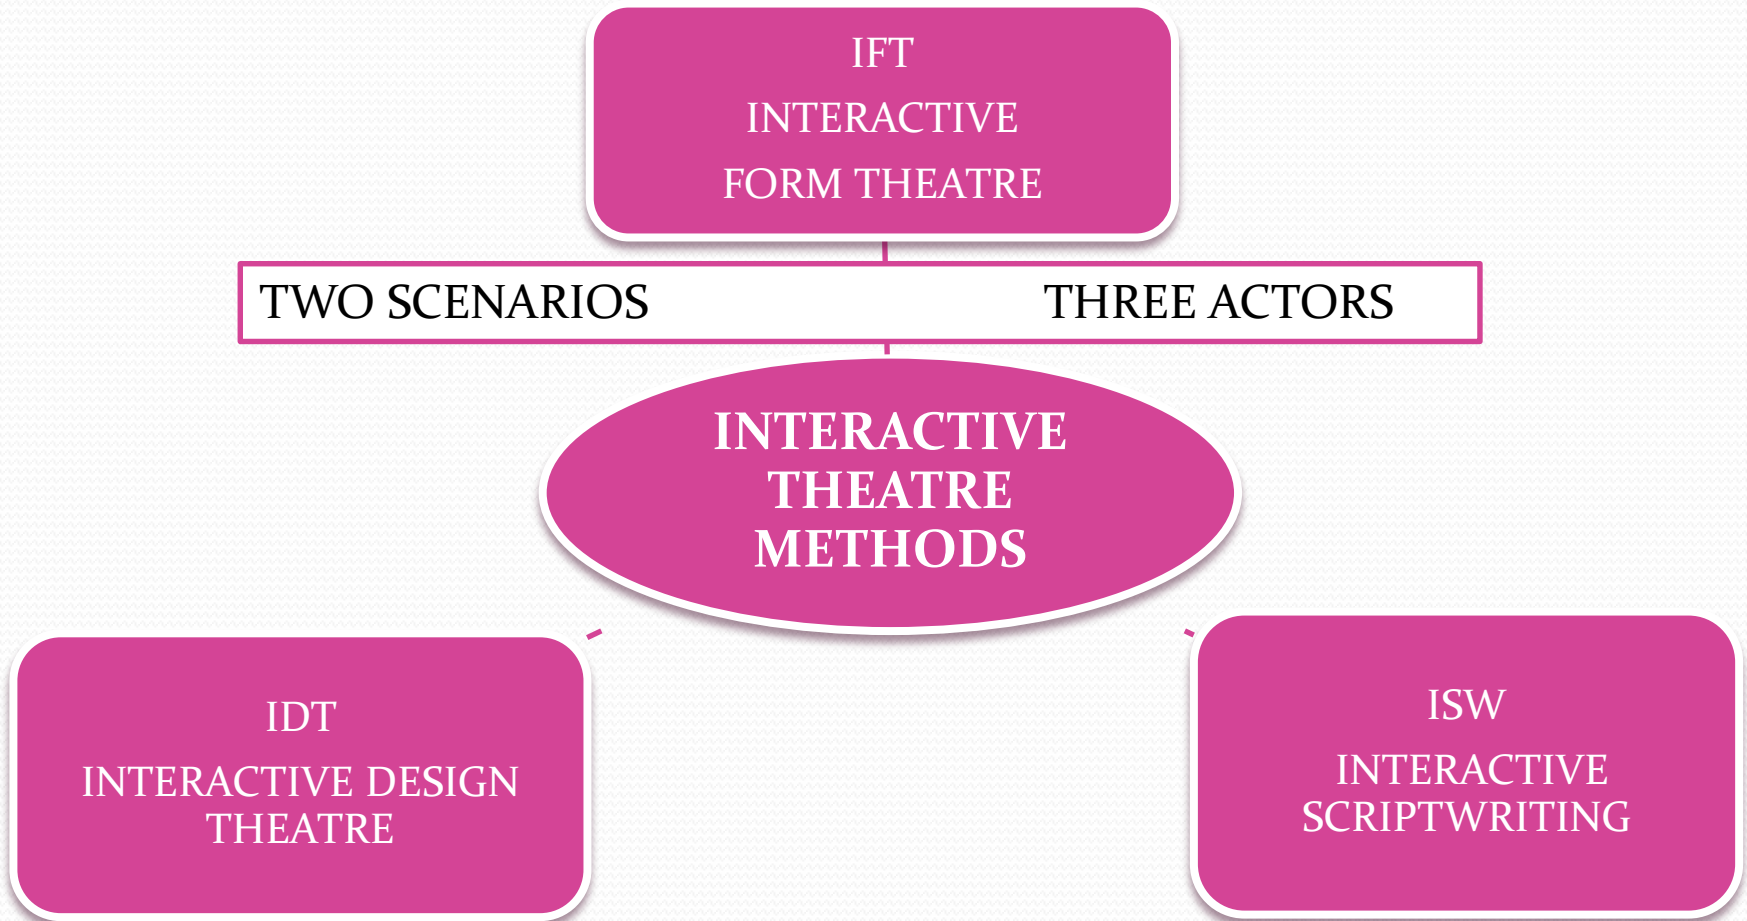 IFT
INTERACTIVE
FORM THEATRE
TWO SCENARIOS THREE ACTORS
INTERACTIVE
THEATRE
METHODS
IDT
INTERACTIVE DESIGN
THEATRE
ISW
INTERACTIVE
SCRIPTWRITING